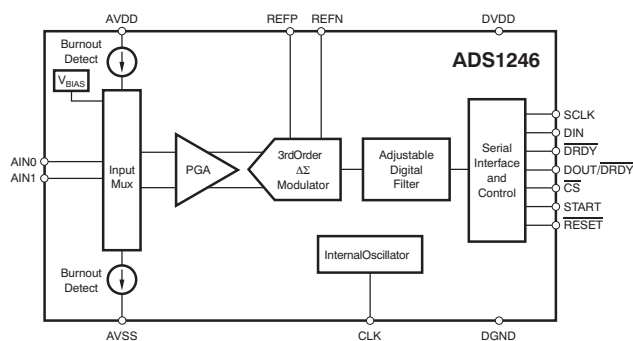 AVDD
REFP REFN
DVDD
Burnout
Detect
ADS1246
VBIAS
SCLK
DIN
DRDY
DOUT/DRDY
CS
START
RESET
AIN0
AIN1
Input
Mux
PGA
3rdOrder
ΔΣ
Modulator
Adjustable
Digital
Filter
Serial
Interface
and
Control
Burnout
Detect
InternalOscillator
AVSS
CLK
DGND